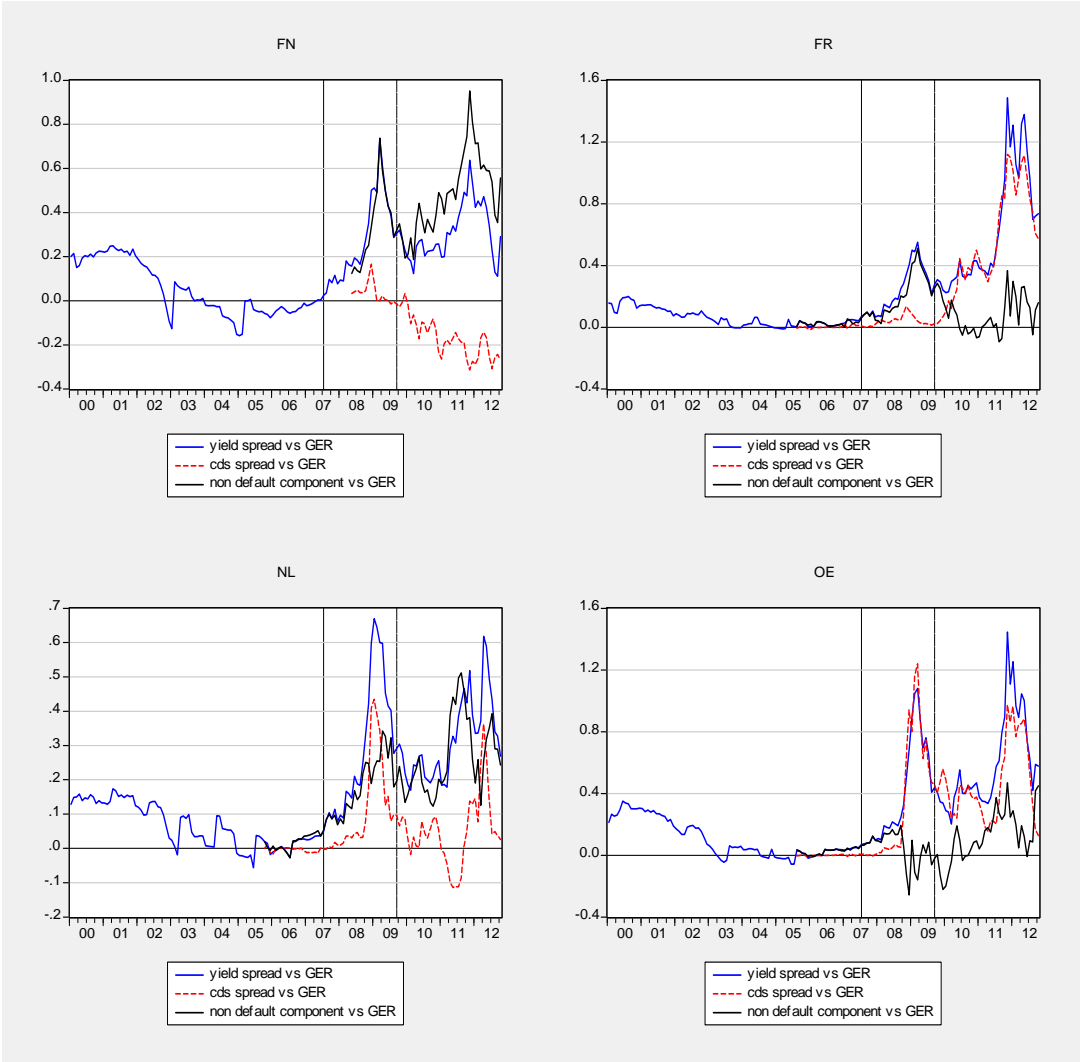 FN
1.0
0.8
0.6
0.4
0.2
0.0
-0.2
-0.4
00 01 02 03 04 05 06 07 08 09 10 11 12
yield spread vs GER
cds spread vs GER
non default component vs GER
FR
1.6
1.2
0.8
0.4
0.0
-0.4
00 01 02 03 04 05 06 07 08 09 10 11 12
yield spread vs GER
cds spread vs GER
non default component vs GER
NL
.7
.6
.5
.4
.3
.2
.1
.0
-.1
-.2
00 01 02 03 04 05 06 07 08 09 10 11 12
yield spread vs GER
cds spread vs GER
non default component vs GER
OE
1.6
1.2
0.8
0.4
0.0
-0.4
00 01 02 03 04 05 06 07 08 09 10 11 12
yield spread vs GER
cds spread vs GER
non default component vs GER